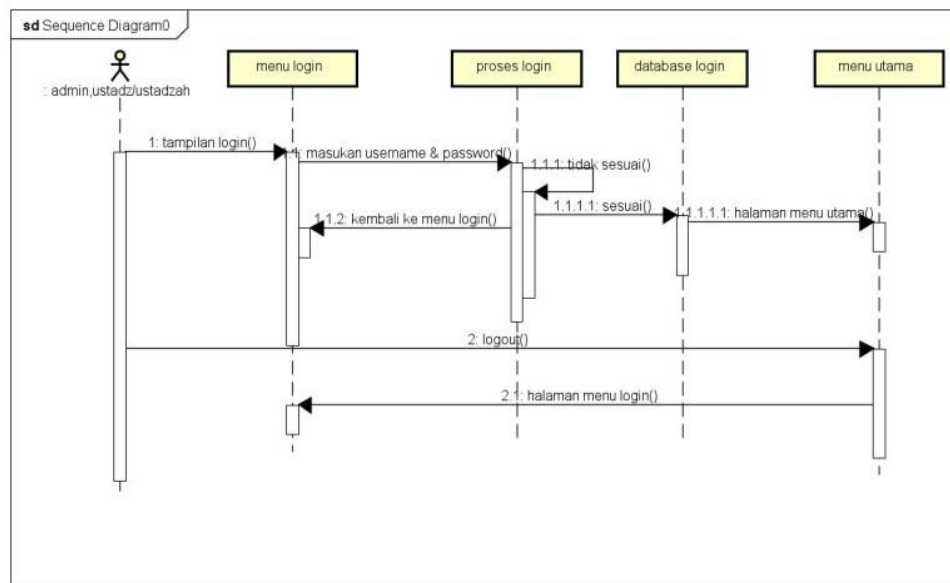 sd Sequence Diagram0
menu login
proses login
database login
menu utama
: admin,ustadz/ustadzah
1: tampilan login()
1.1: masukan username & password()
1.1.1: tidak sesuai()
1.1.1.1: sesuai()
1.1.1.1.1: halaman menu utama()
1.1.2: kembali ke menu login()
2: logout()
2.1: halaman menu login()